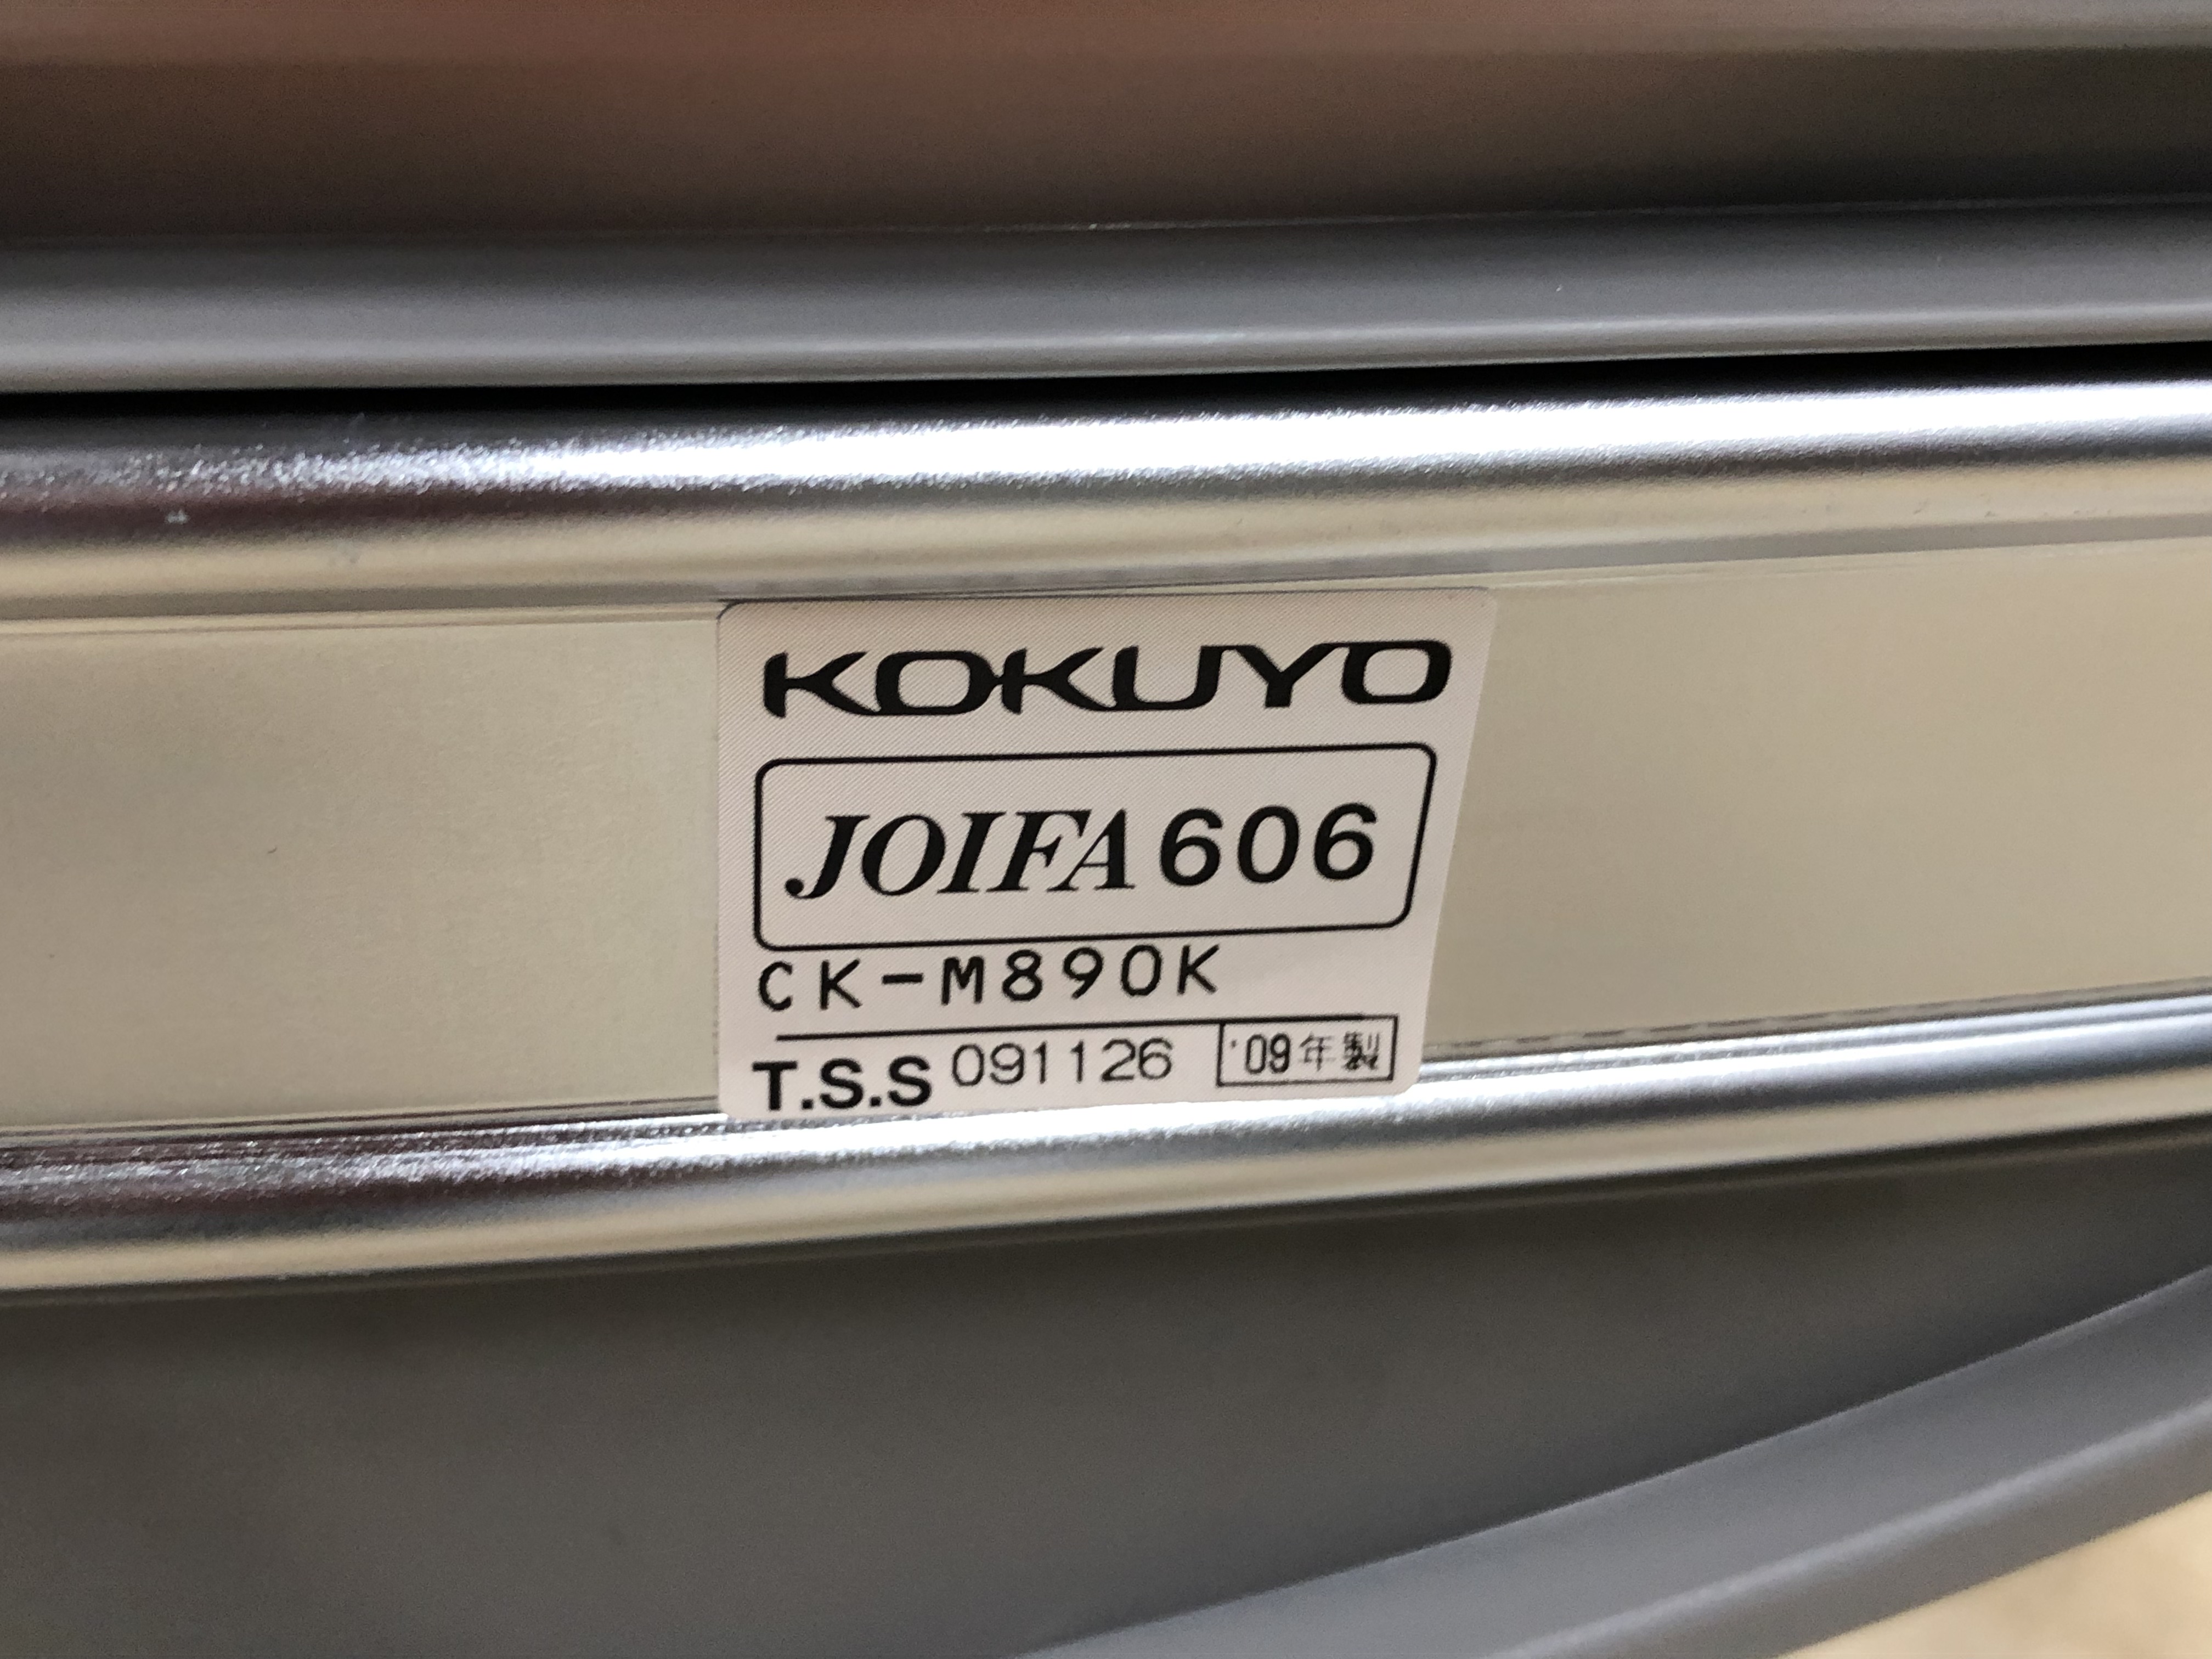 KOKUYO
JOIFA 606
CK-M890K
T.S.S 091126 '09年製